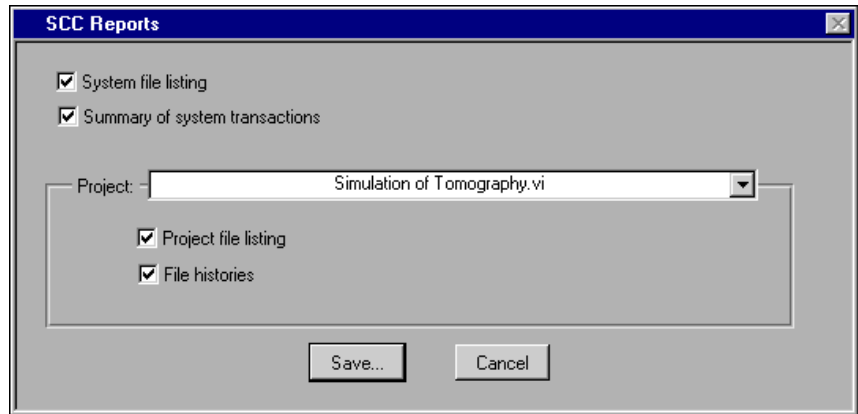 SCC Reports
System file listing
Summary of system transactions
Project: Simulation of Tomography.vi
Project file listing
File histories
Save... Cancel